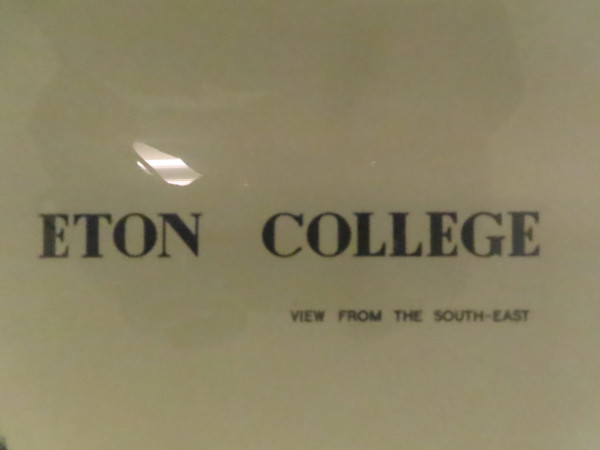 ETON COLLEGE
VIEW FROM THE SOUTH-EAST